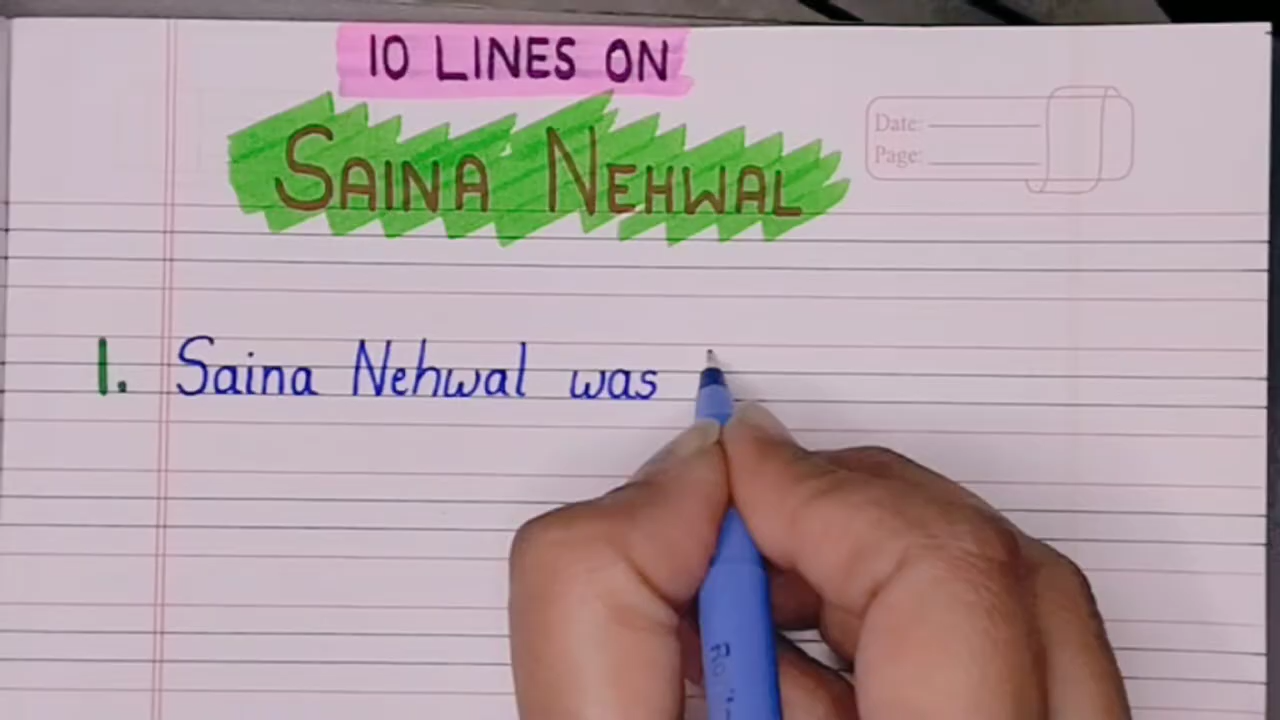 10 LINES ON
SAINA NEHWAL
Date:
Page:
1. Saina Nehwal was